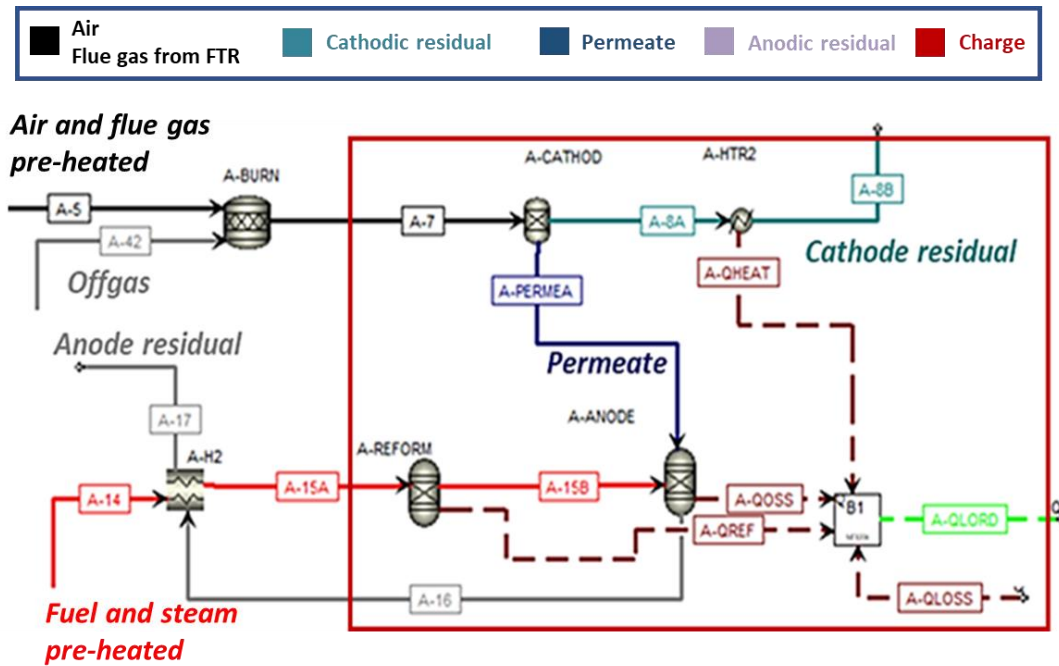 Air
Flue gas from FTR
Cathodic residual
Permeate
Anodic residual
Charge
Air and flue gas
pre-heated
A-BURN
A-CATHOD
A-HTR2
A-5
A-42
A-7
A-8A
A-8B
Offgas
A-QHEAT
Cathode residual
A-PERMEA
Anode residual
Permeate
A-17
A-ANODE
A-H2
A-REFORM
A-14
A-15A
A-15B
A-QOSS
A-QREF
B1
A-QLORD
Q
A-16
A-QLOSS
Fuel and steam
pre-heated